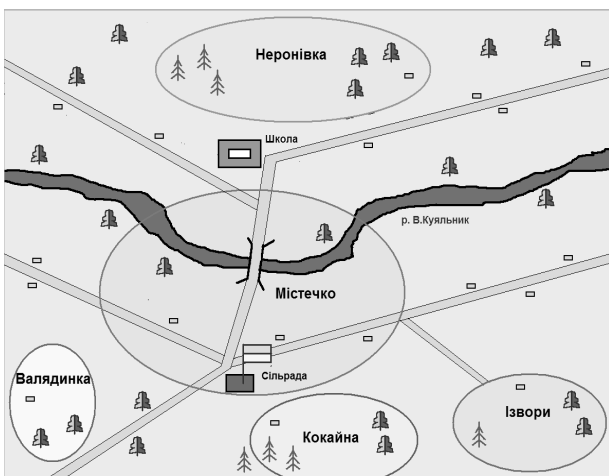 Неронівка
Школа
р. В.Куяльник
Містечко
Валядинка
Сільрада
Ізвори
Кокайна